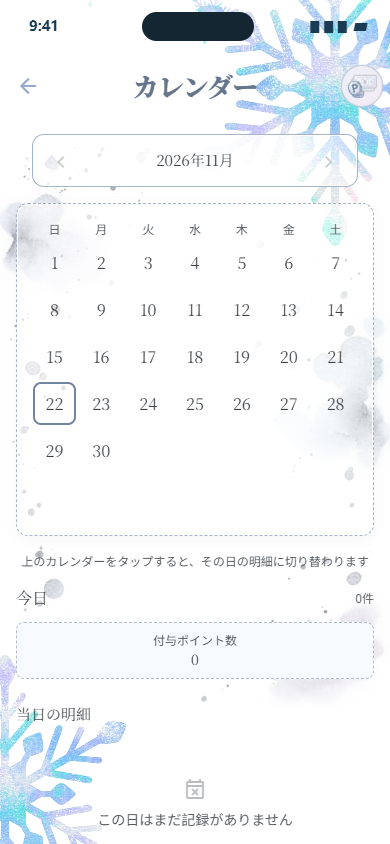 9:41
カレンダー
2026年11月
日 月 火 水 木 金 土
1 2 3 4 5 6 7
8 9 10 11 12 13 14
15 16 17 18 19 20 21
22 23 24 25 26 27 28
29 30
上のカレンダーをタップすると、その日の明細に切り替わります
今日 0件
付与ポイント数
0
当日の明細
この日はまだ記録がありません